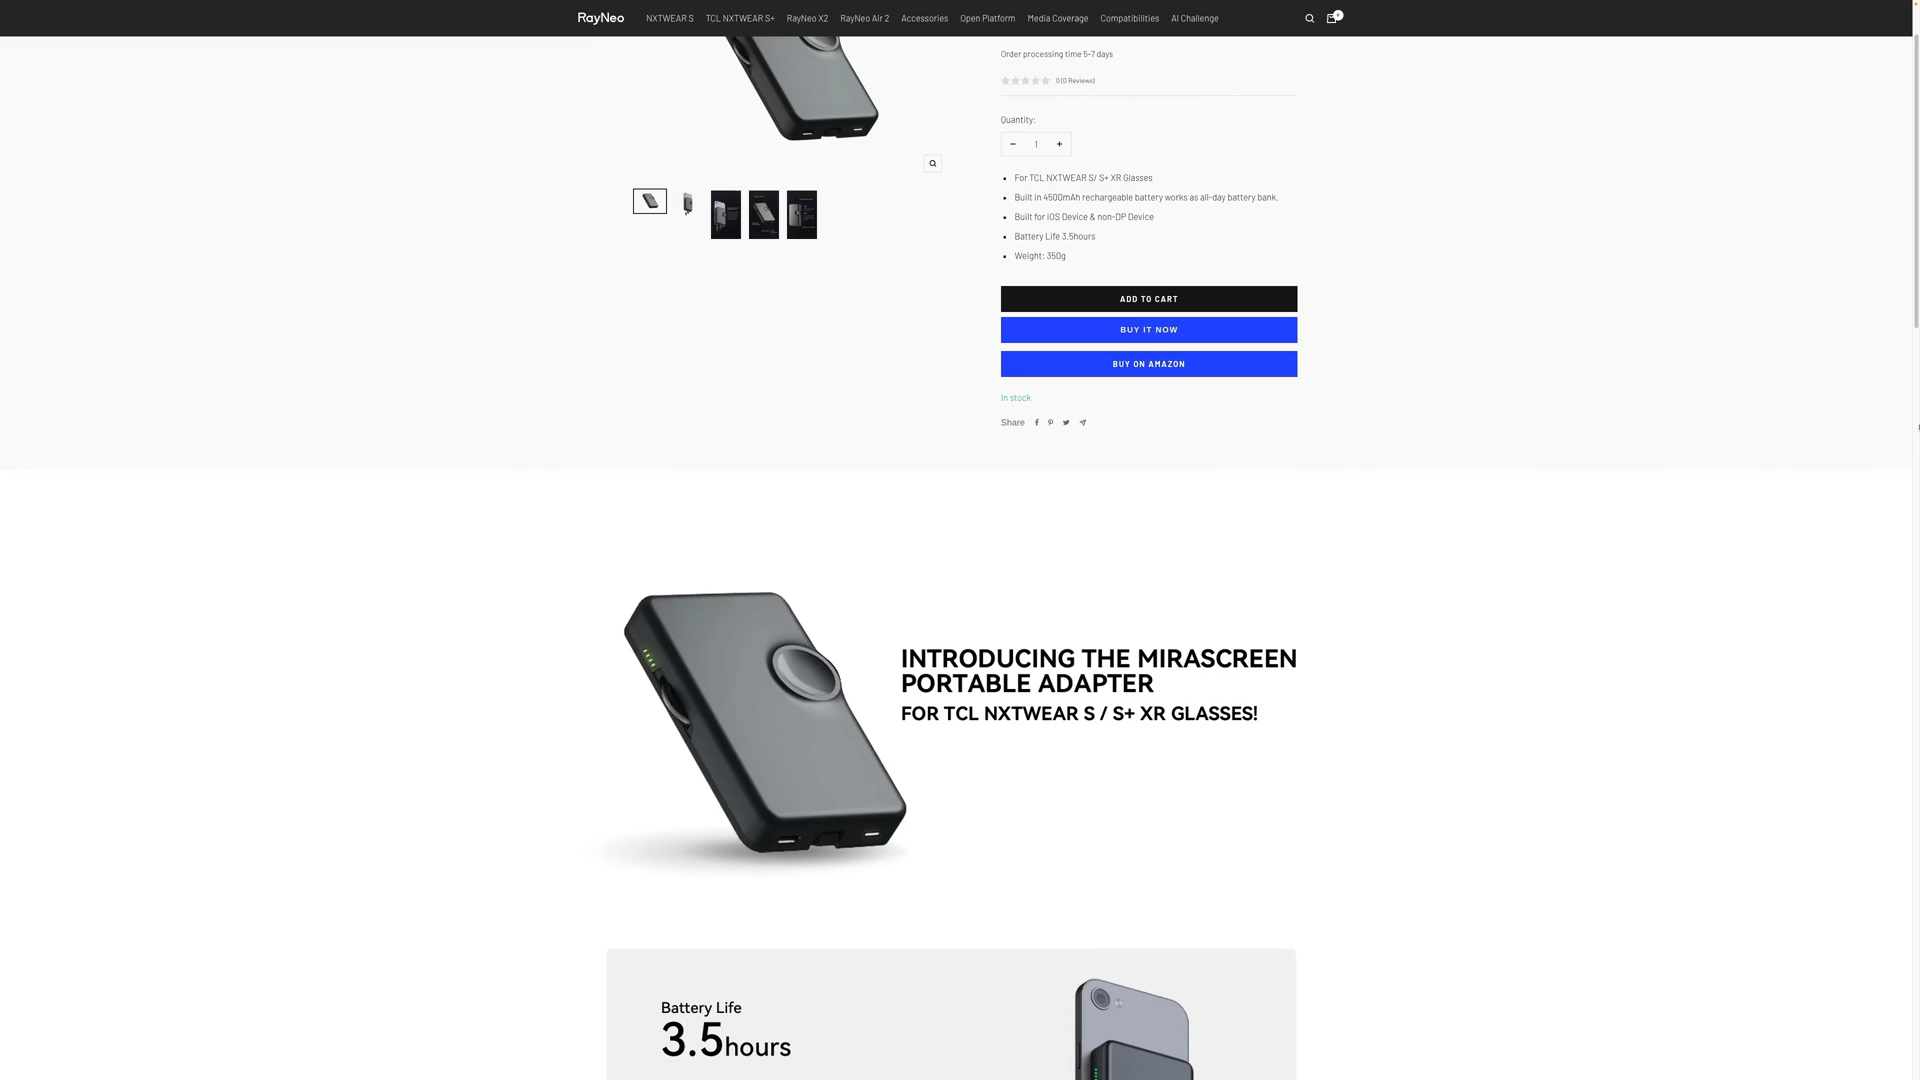 RayNeo NXTWEAR S TCL NXTWEAR S+ RayNeo X2 RayNeo Air 2 Accessories Open Platform Media Coverage Compatibilities AI Challenge
Order processing time 5-7 days
0 (0 Reviews)
Quantity:
− 1 +
For TCL NXTWEAR S/ S+ XR Glasses
Built in 4500mAh rechargeable battery works as all-day battery bank.
Built for iOS Device & non-DP Device
Battery Life 3.5hours
Weight: 350g
ADD TO CART
BUY IT NOW
BUY ON AMAZON
In stock
Share
INTRODUCING THE MIRASCREEN
PORTABLE ADAPTER
FOR TCL NXTWEAR S / S+ XR GLASSES!
Battery Life
3.5hours